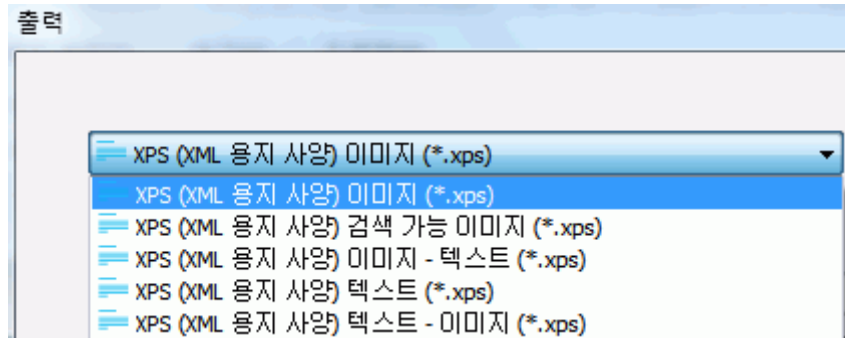 출력
XPS (XML 용지 사양) 이미지 (*.xps)
XPS (XML 용지 사양) 이미지 (*.xps)
XPS (XML 용지 사양) 검색 가능 이미지 (*.xps)
XPS (XML 용지 사양) 이미지 - 텍스트 (*.xps)
XPS (XML 용지 사양) 텍스트 (*.xps)
XPS (XML 용지 사양) 텍스트 - 이미지 (*.xps)